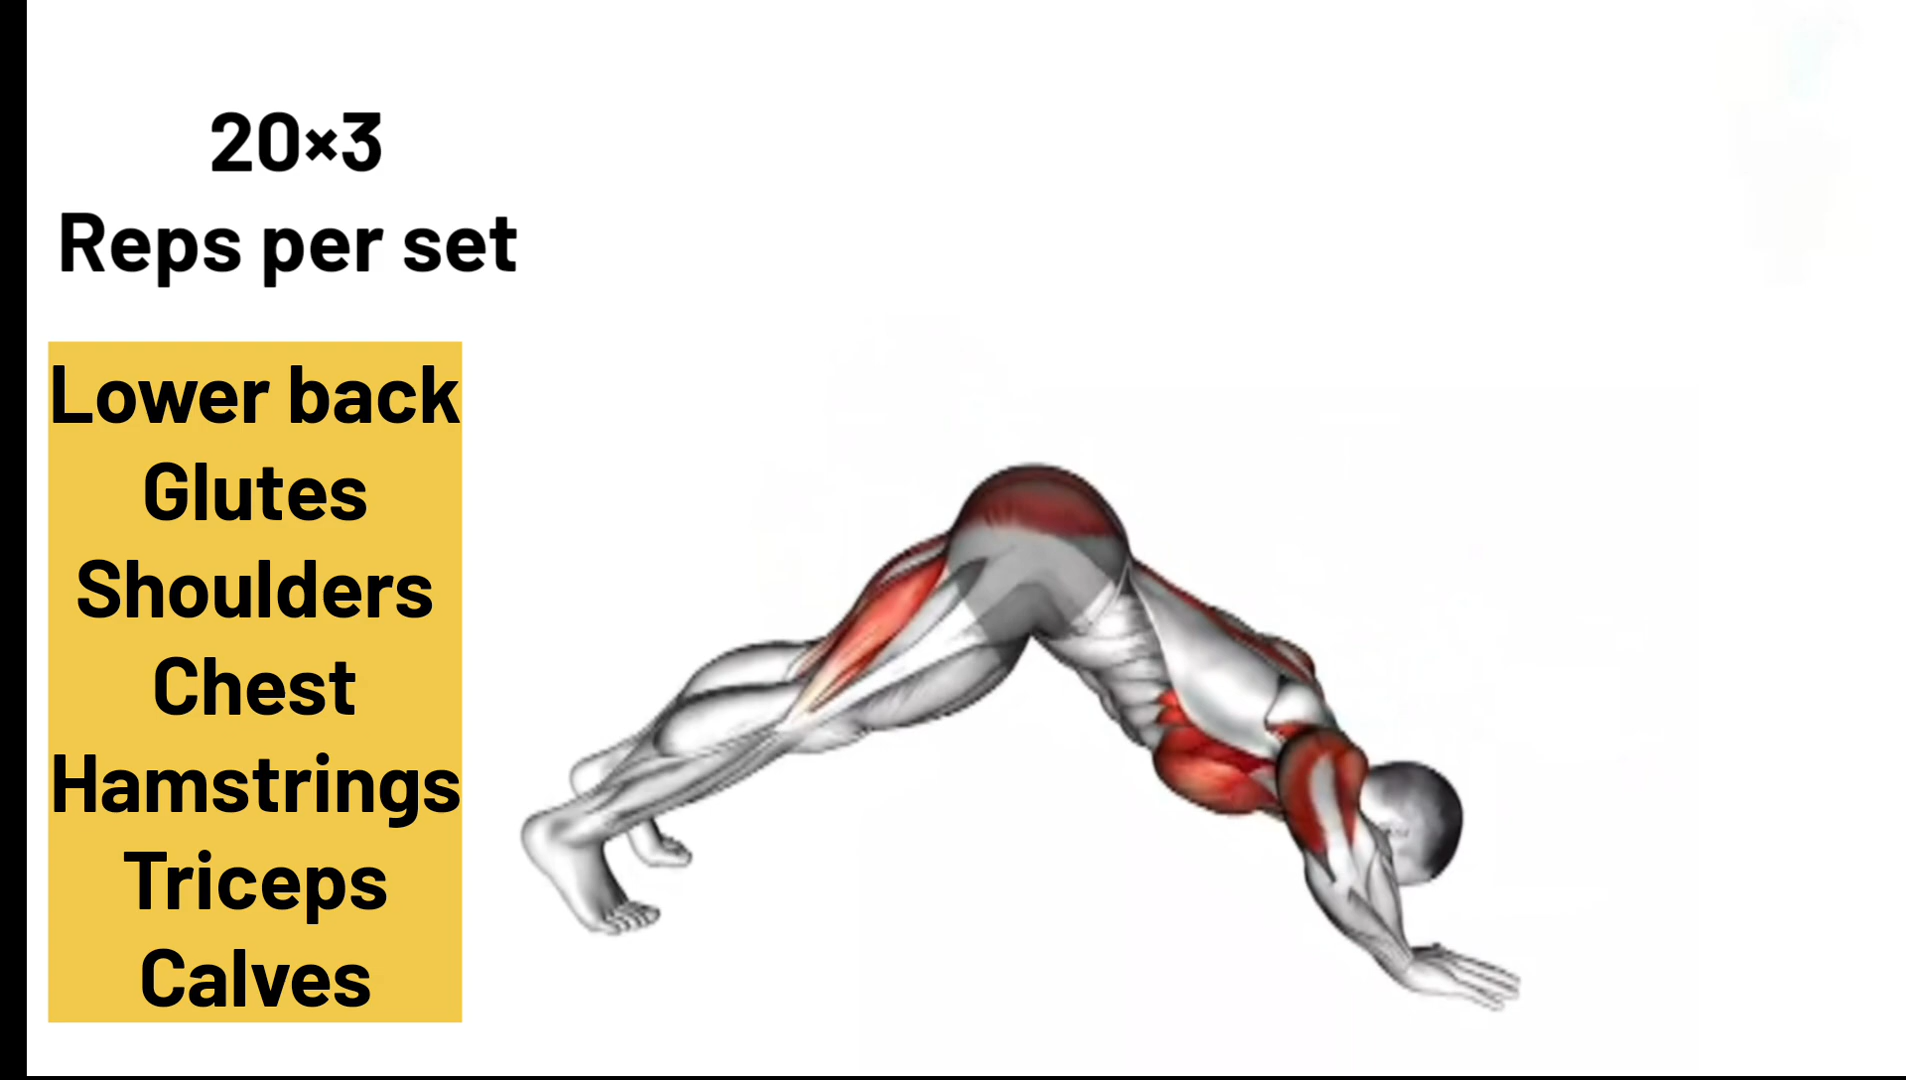 20×3
Reps per set
Lower back
Glutes
Shoulders
Chest
Hamstrings
Triceps
Calves